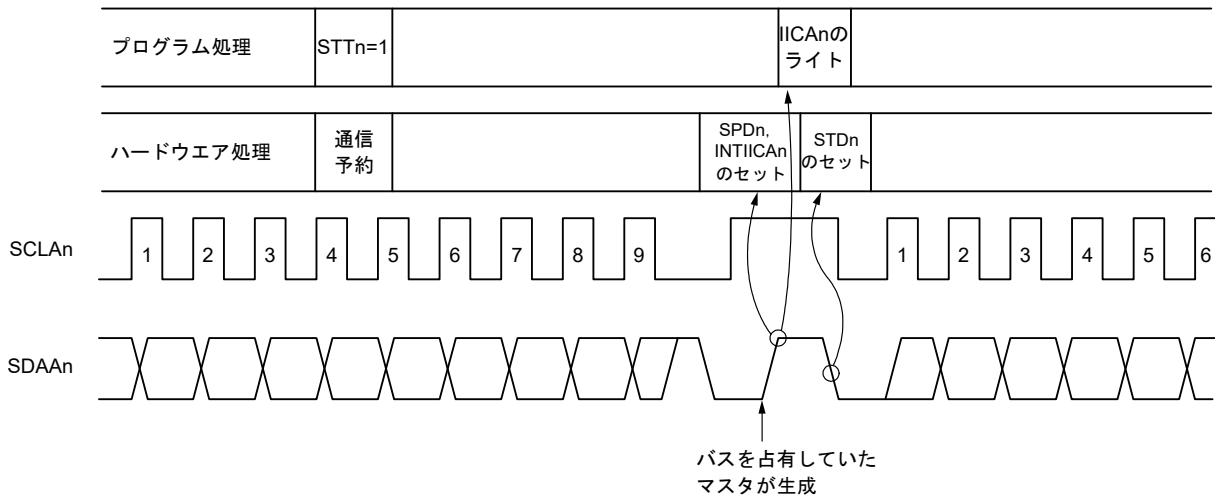 プログラム処理
STTn=1
IICAnの
ライト
ハードウエア処理
通信
予約
SPDn,
INTIICAn
のセット
STDn
のセット
SCLAn
1 2 3 4 5 6 7 8 9 1 2 3 4 5 6
SDAAn
バスを占有していた
マスタが生成